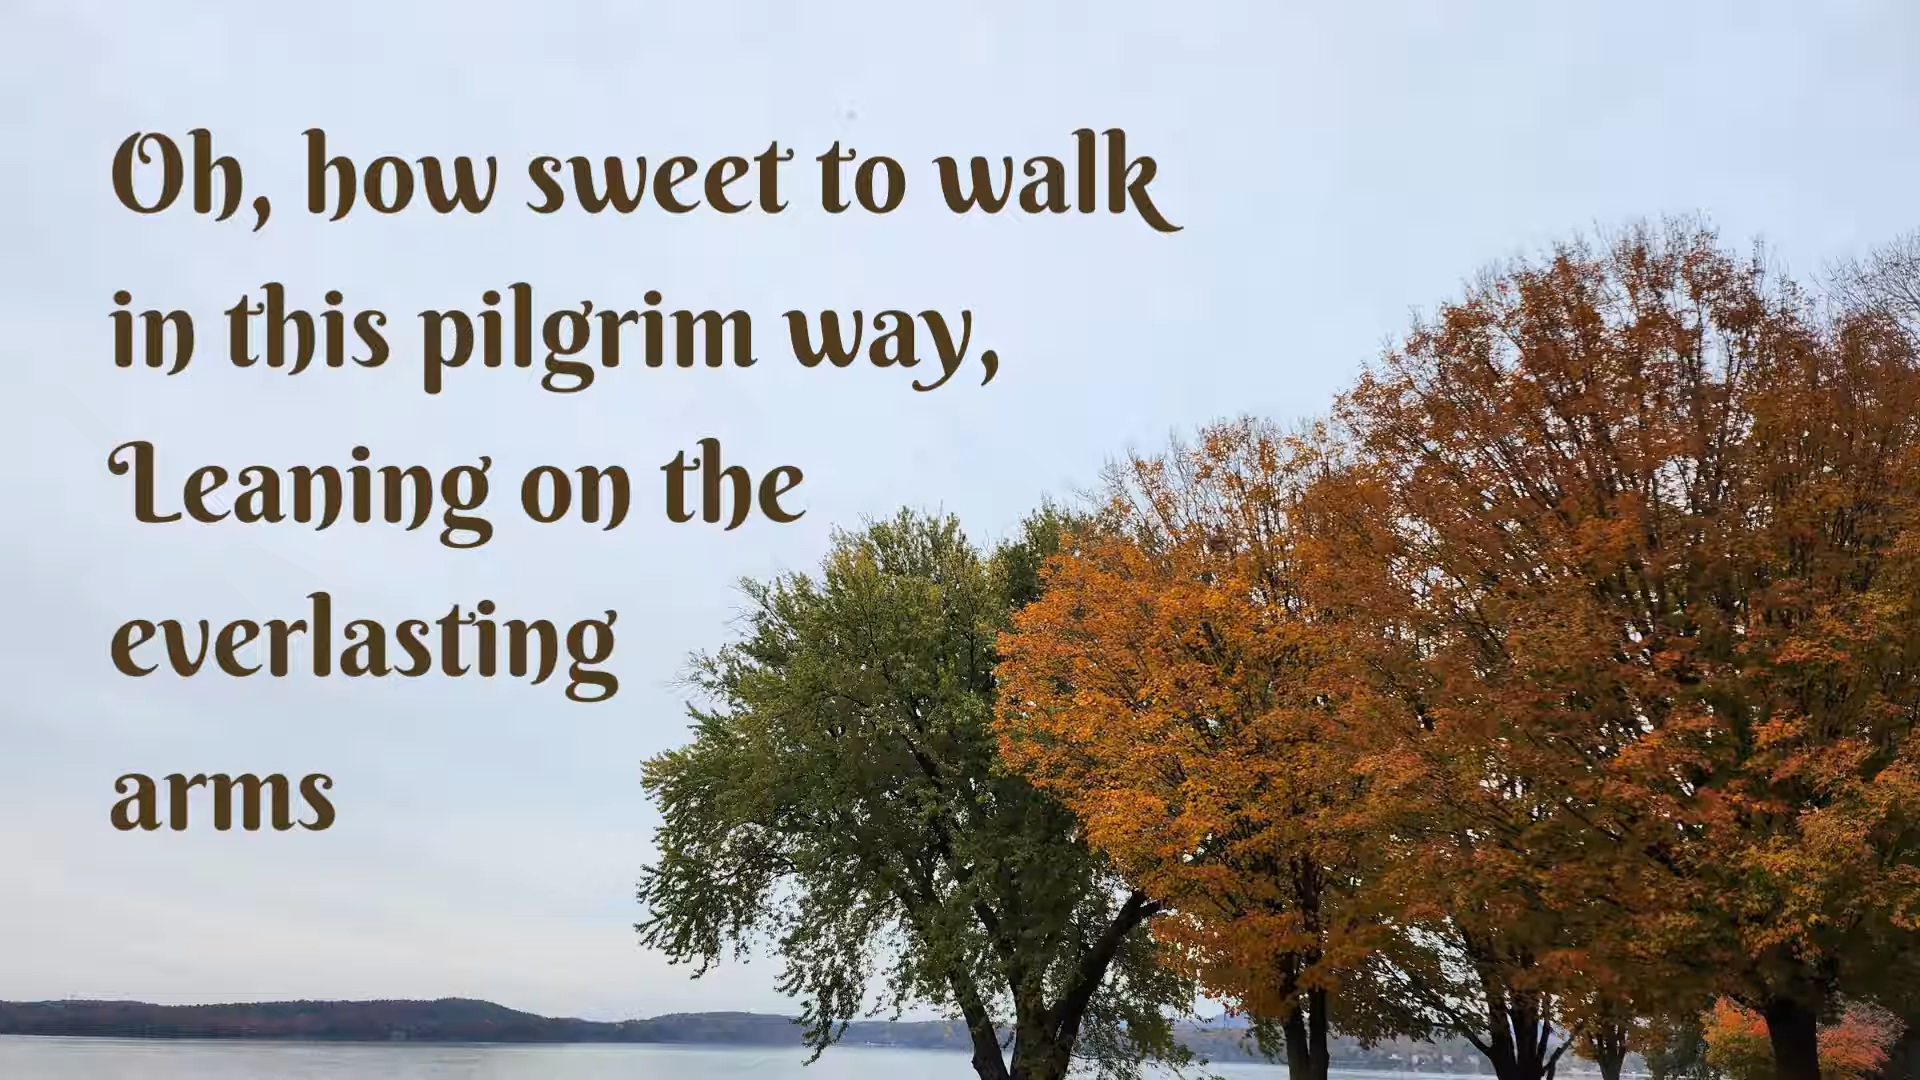 Oh, how sweet to walk
in this pilgrim way,
Leaning on the
everlasting
arms